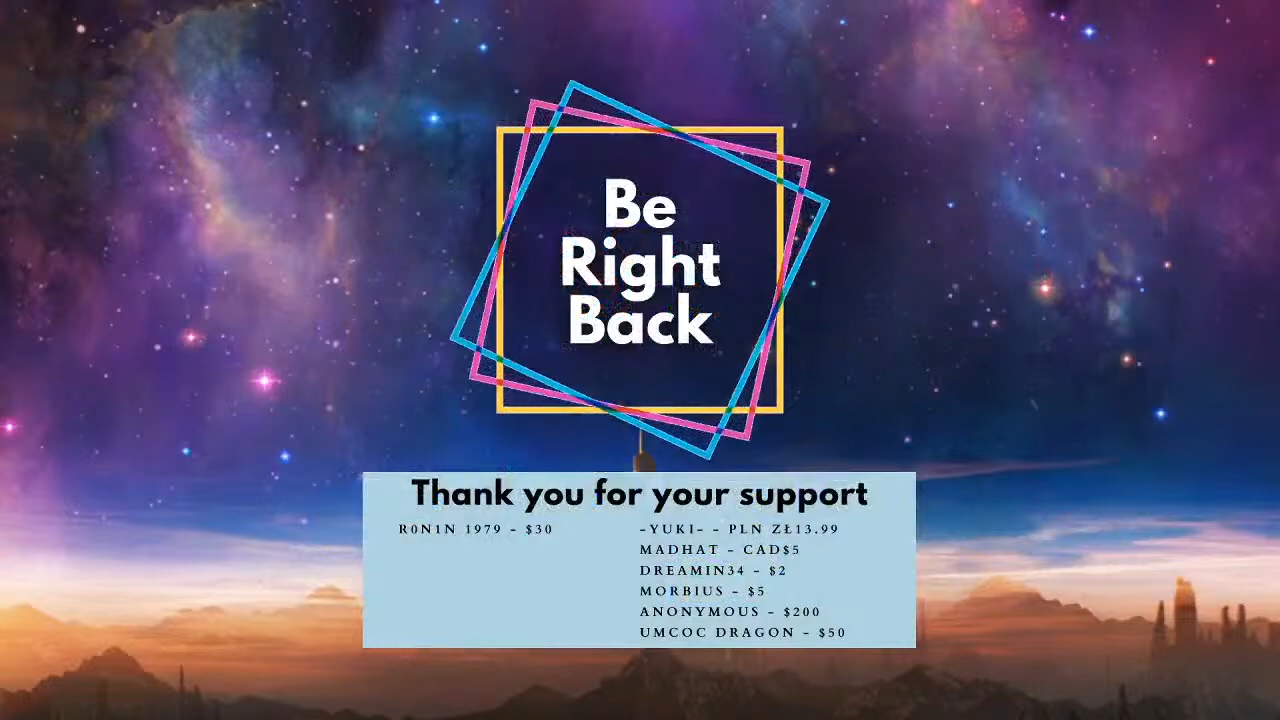 Be
Right
Back
Thank you for your support
R0N1N 1979 - $30
-YUKI- - PLN ZŁ13.99
MADHAT - CAD$5
DREAMIN34 - $2
MORBIUS - $5
ANONYMOUS - $200
UMCOC DRAGON - $50